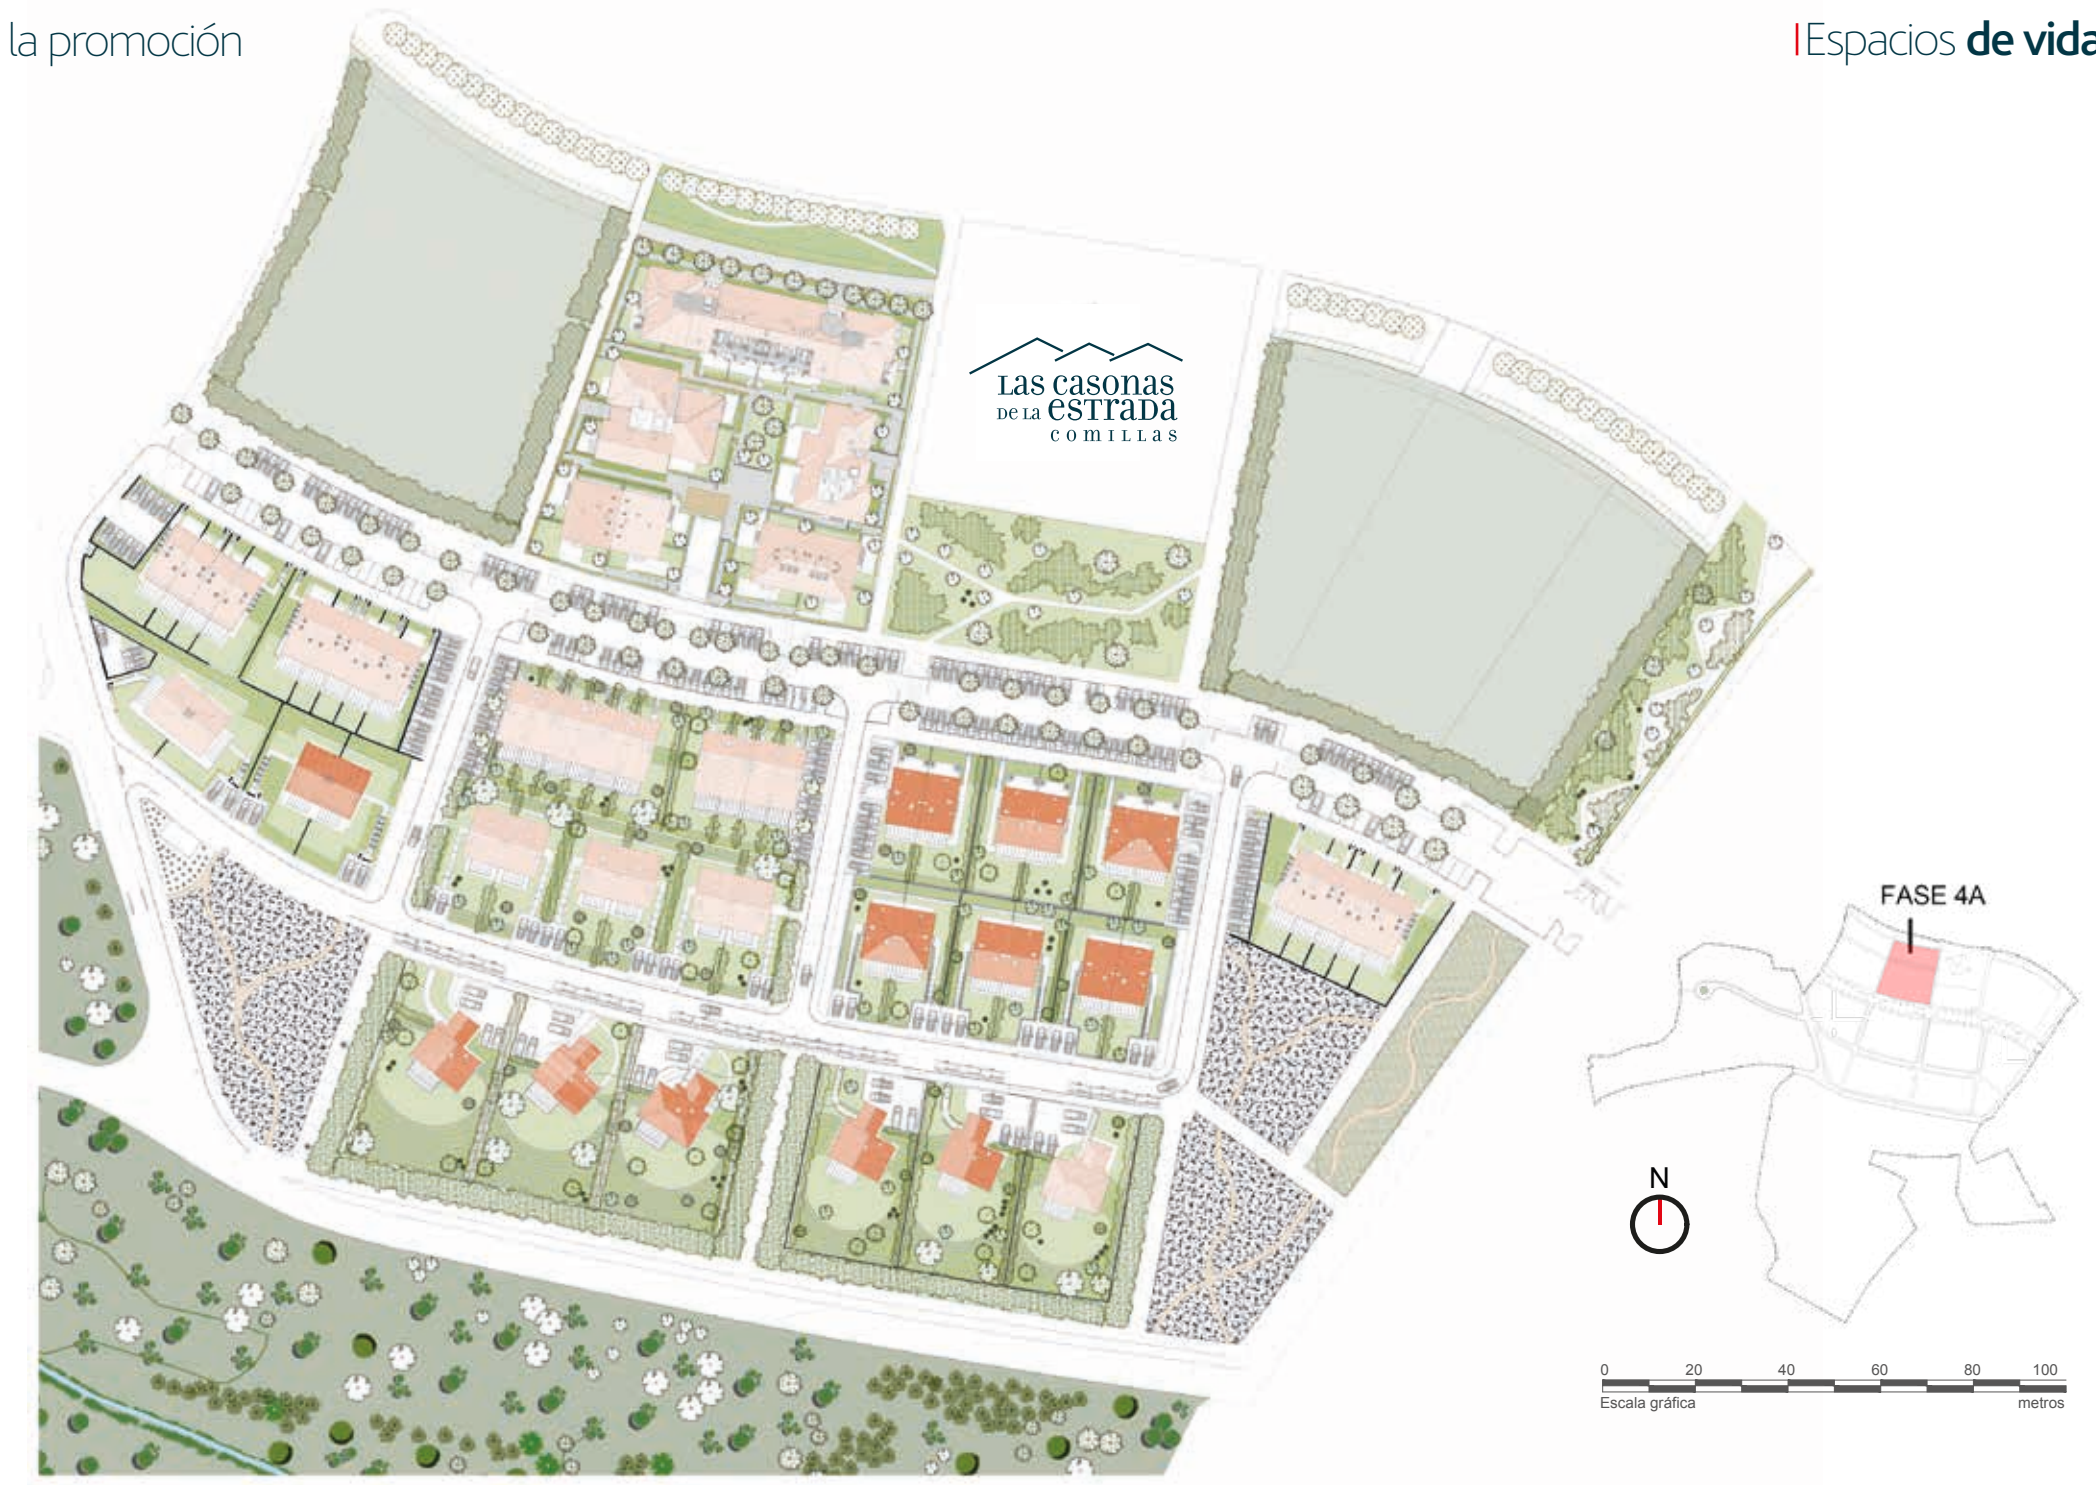 la promoción
Espacios de vida
Las casonas
de la estrada
comillas
FASE 4A
N
0 20 40 60 80 100
Escala gráfica metros